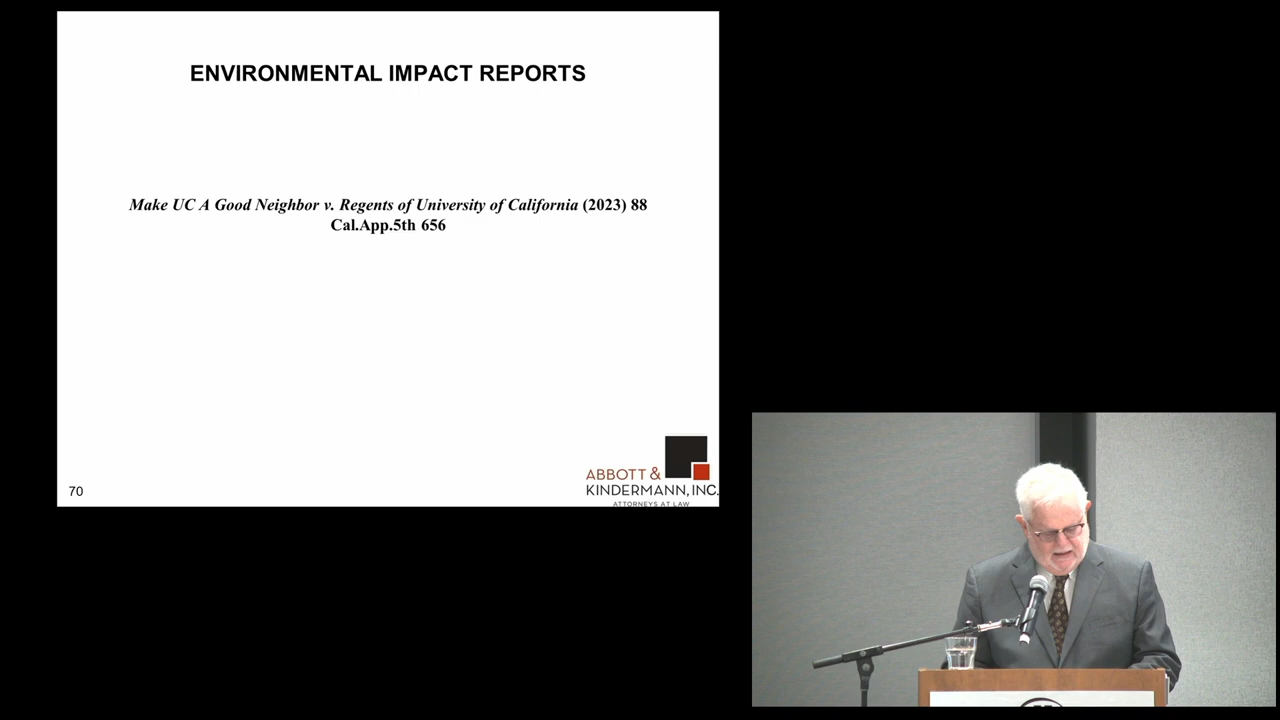 ENVIRONMENTAL IMPACT REPORTS
Make UC A Good Neighbor v. Regents of University of California (2023) 88
Cal.App.5th 656
ABBOTT &
KINDERMANN, INC.
ATTORNEYS AT LAW
70